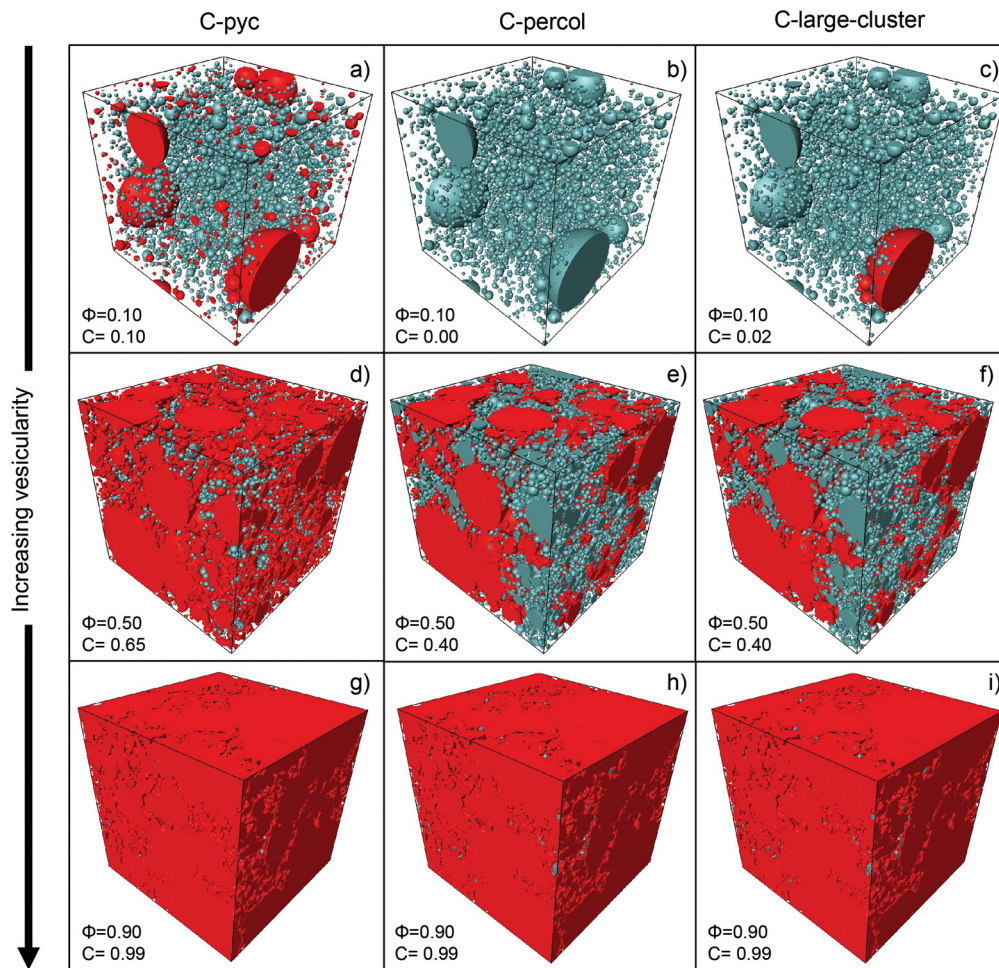 C-pyc
C-percol
C-large-cluster
Increasing vesicularity
a)
Φ=0.10
C= 0.10
b)
Φ=0.10
C= 0.00
c)
Φ=0.10
C= 0.02
d)
Φ=0.50
C= 0.65
e)
Φ=0.50
C= 0.40
f)
Φ=0.50
C= 0.40
g)
Φ=0.90
C= 0.99
h)
Φ=0.90
C= 0.99
i)
Φ=0.90
C= 0.99